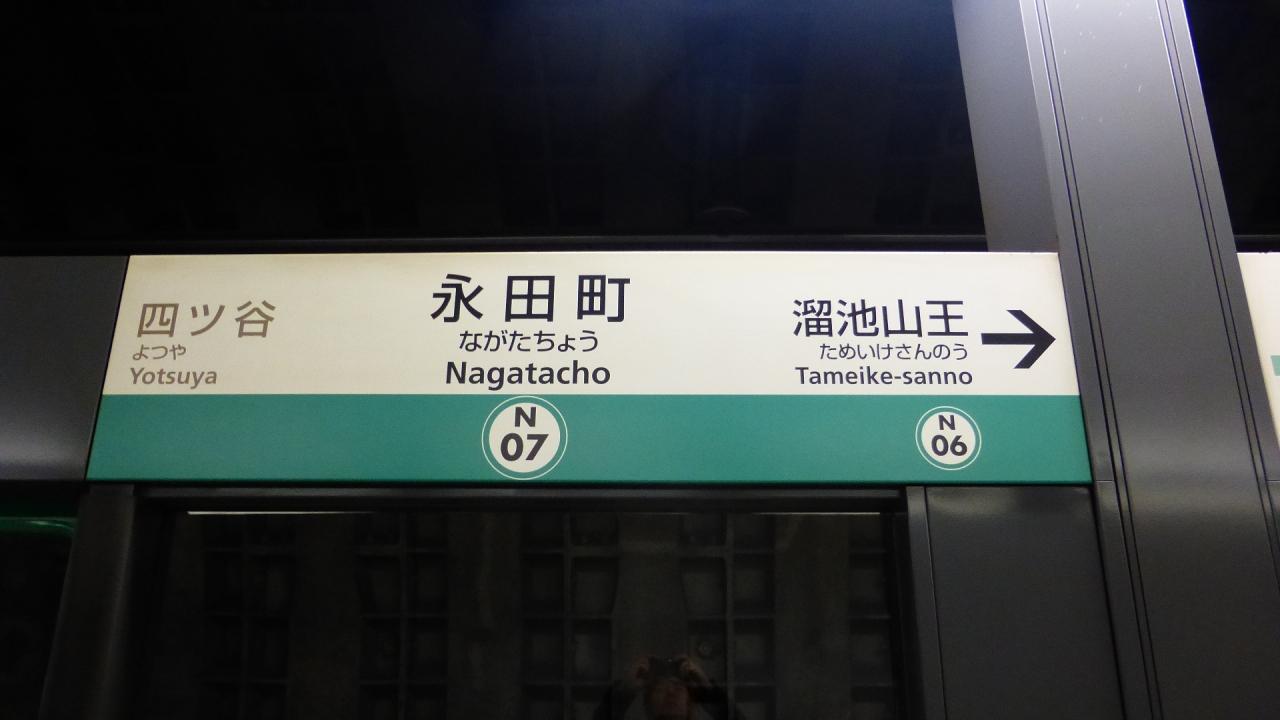 四ツ谷
よつや
Yotsuya
永田町
ながたちょう
Nagatacho
N
07
溜池山王
ためいけさんのう
Tameike-sanno
N
06